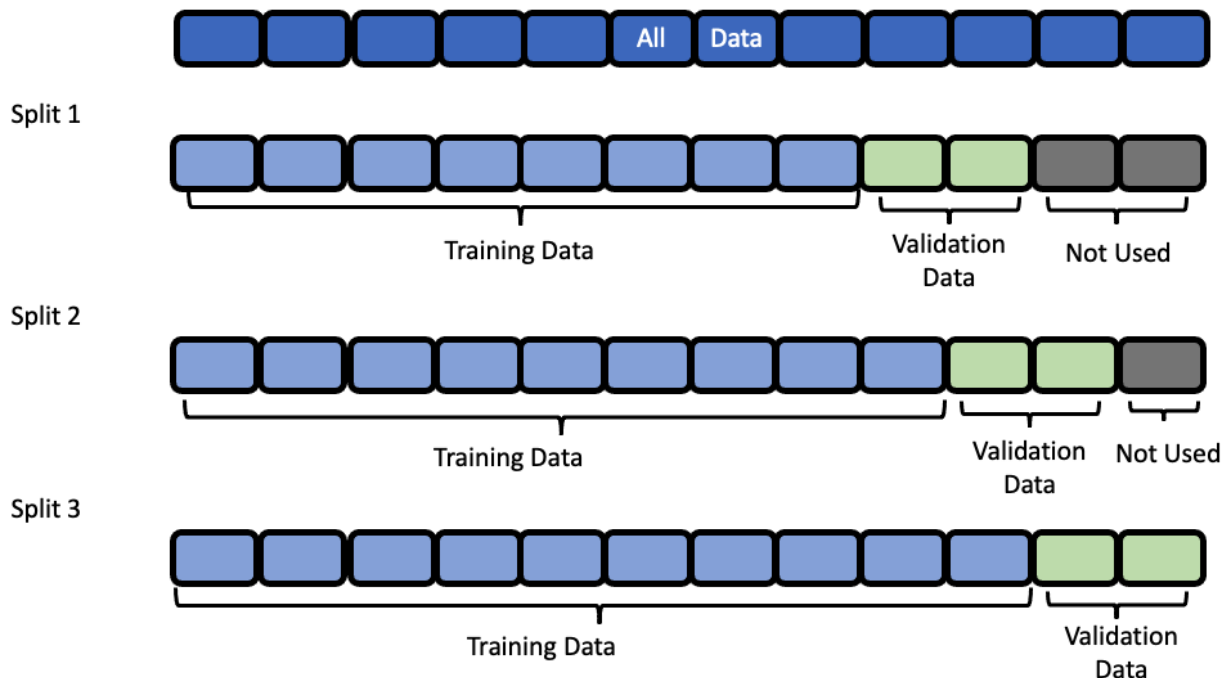 All Data
Split 1
Training Data
Validation
Data
Not Used
Split 2
Training Data
Validation
Data
Not Used
Split 3
Training Data
Validation
Data